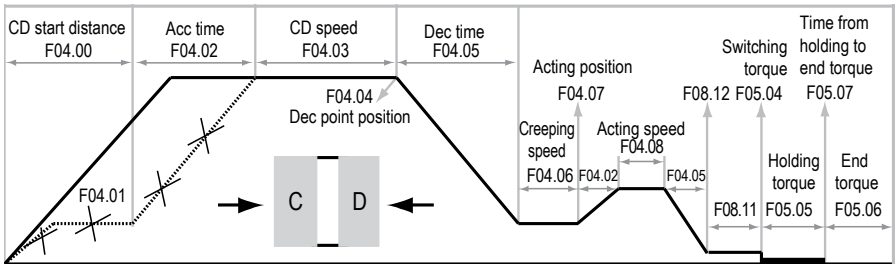 CD start distance
F04.00
Acc time
F04.02
CD speed
F04.03
Dec time
F04.05
F04.04
Dec point position
F04.01
C
D
Acting position
F04.07
Creeping
speed
F04.06
F04.02
Acting speed
F04.08
F04.05
F08.12
Switching
torque
F05.04
Time from
holding to
end torque
F05.07
F08.11
Holding
torque
F05.05
End
torque
F05.06